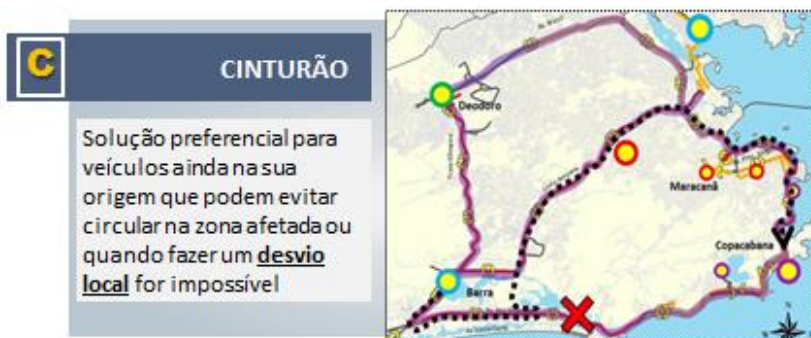 C
CINTURÃO
Solução preferencial para
veículos ainda na sua
origem que podem evitar
circular na zona afetada ou
quando fazer um desvio
local for impossível
Deodoro
Maracanã
Copacabana
Barra